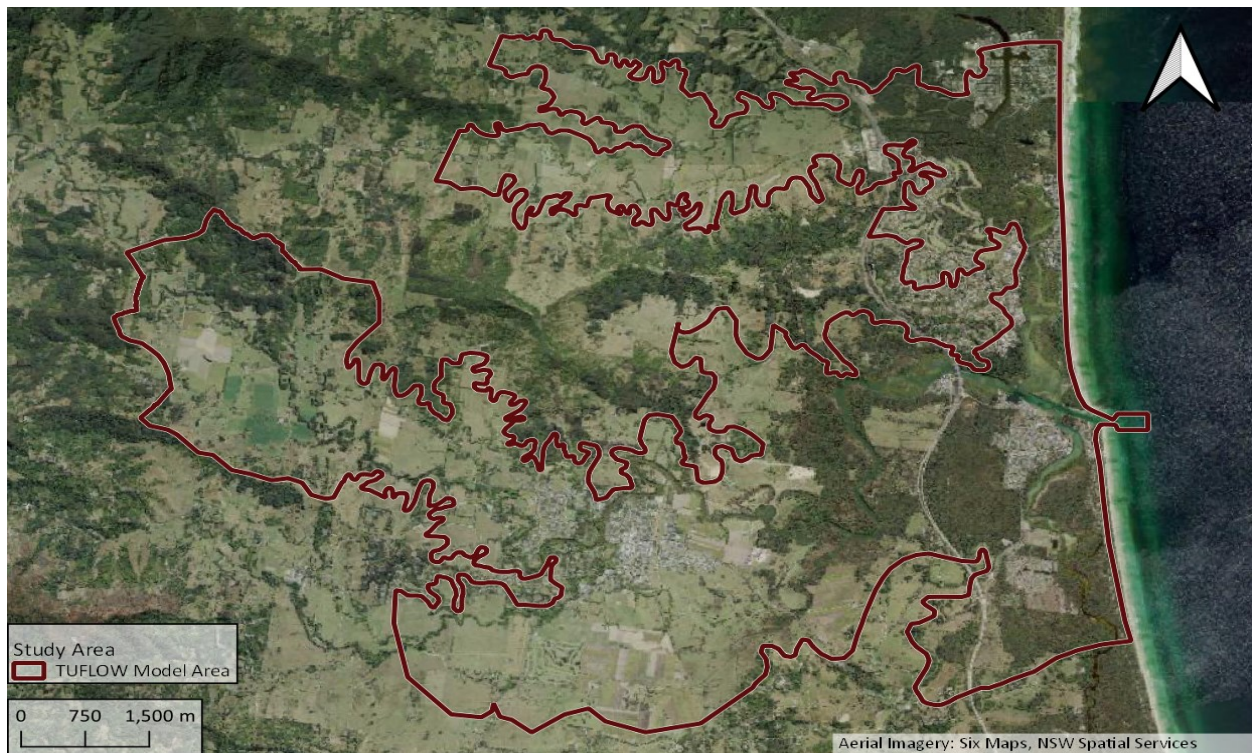 Study Area
TUFLOW Model Area
0 750 1,500 m
Aerial Imagery: Six Maps, NSW Spatial Services